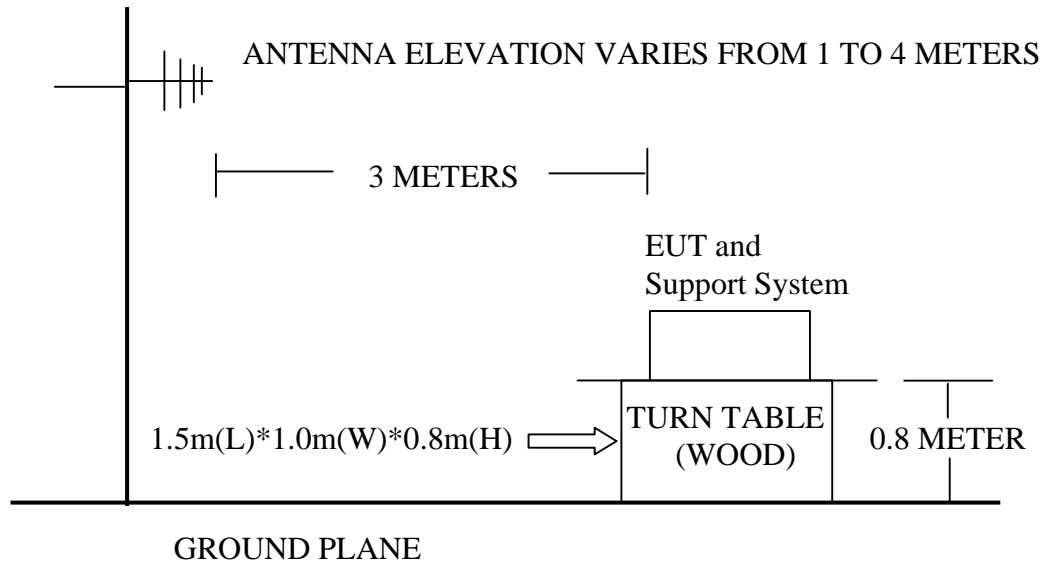 ANTENNA ELEVATION VARIES FROM 1 TO 4 METERS
3 METERS
EUT and
Support System
TURN TABLE
(WOOD)
1.5m(L)*1.0m(W)*0.8m(H)
0.8 METER
GROUND PLANE